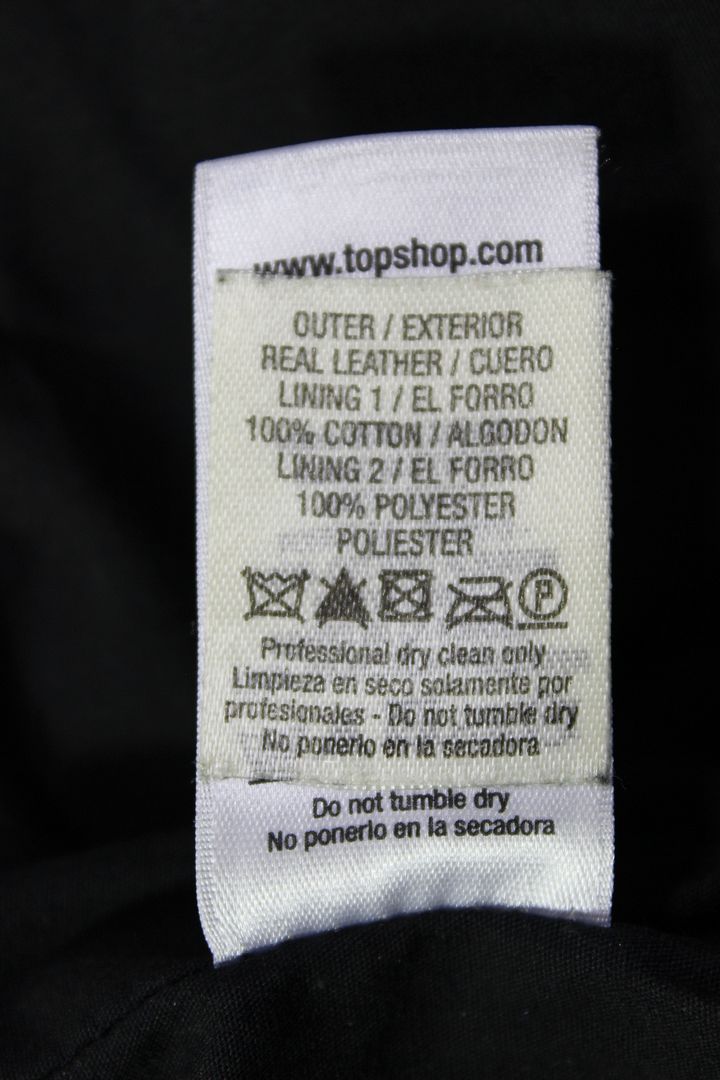 www.topshop.com
OUTER / EXTERIOR
REAL LEATHER / CUERO
LINING 1 / EL FORRO
100% COTTON / ALGODON
LINING 2 / EL FORRO
100% POLYESTER
POLIESTER
P
Professional dry clean only
Limpieza en seco solamente por
profesionales - Do not tumble dry
No ponerlo en la secadora
Do not tumble dry
No ponerlo en la secadora